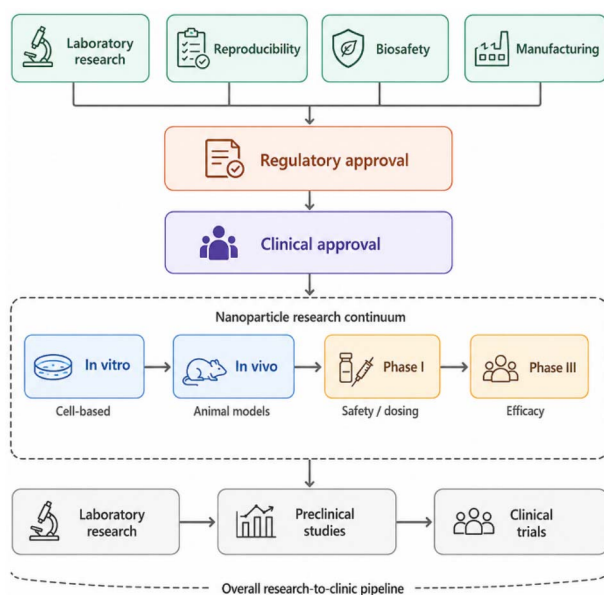 Laboratory
research
Reproducibility
Biosafety
Manufacturing
Regulatory approval
Clinical approval
Nanoparticle research continuum
In vitro
In vivo
Phase I
Phase III
Cell-based
Animal models
Safety / dosing
Efficacy
Laboratory
research
Preclinical
studies
Clinical
trials
Overall research-to-clinic pipeline